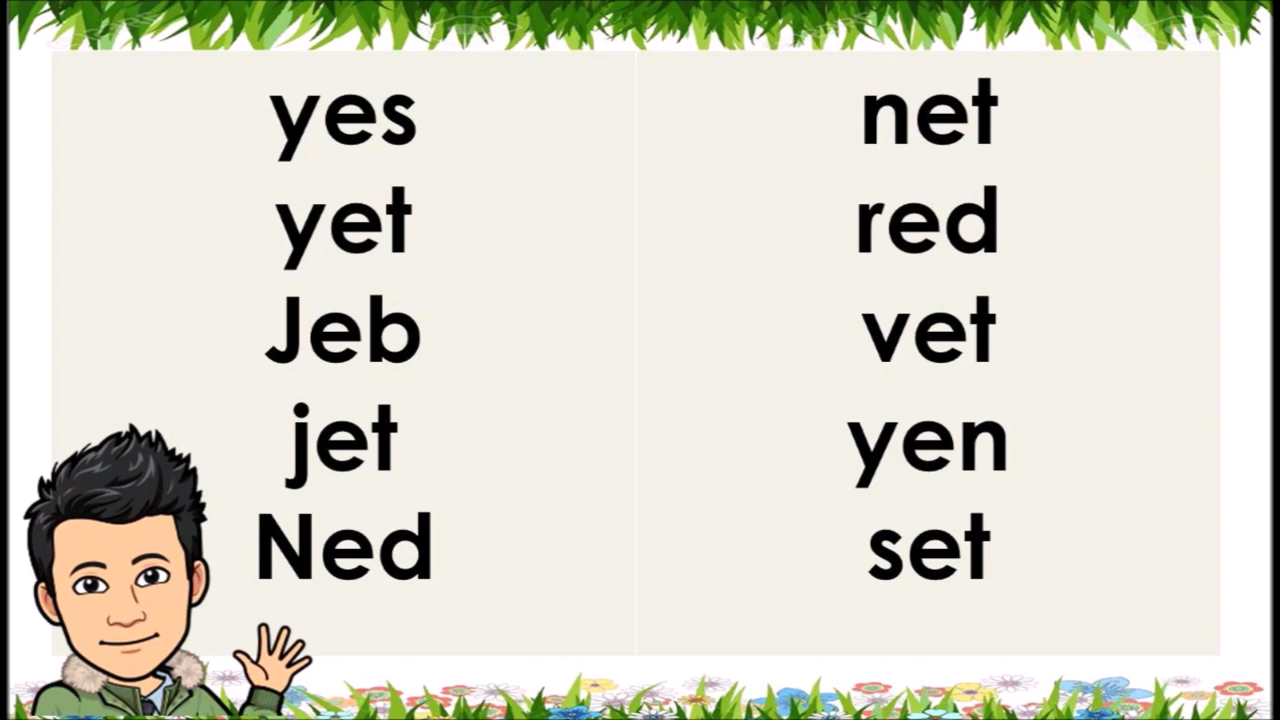 yes
yet
Jeb
jet
Ned
net
red
vet
yen
set